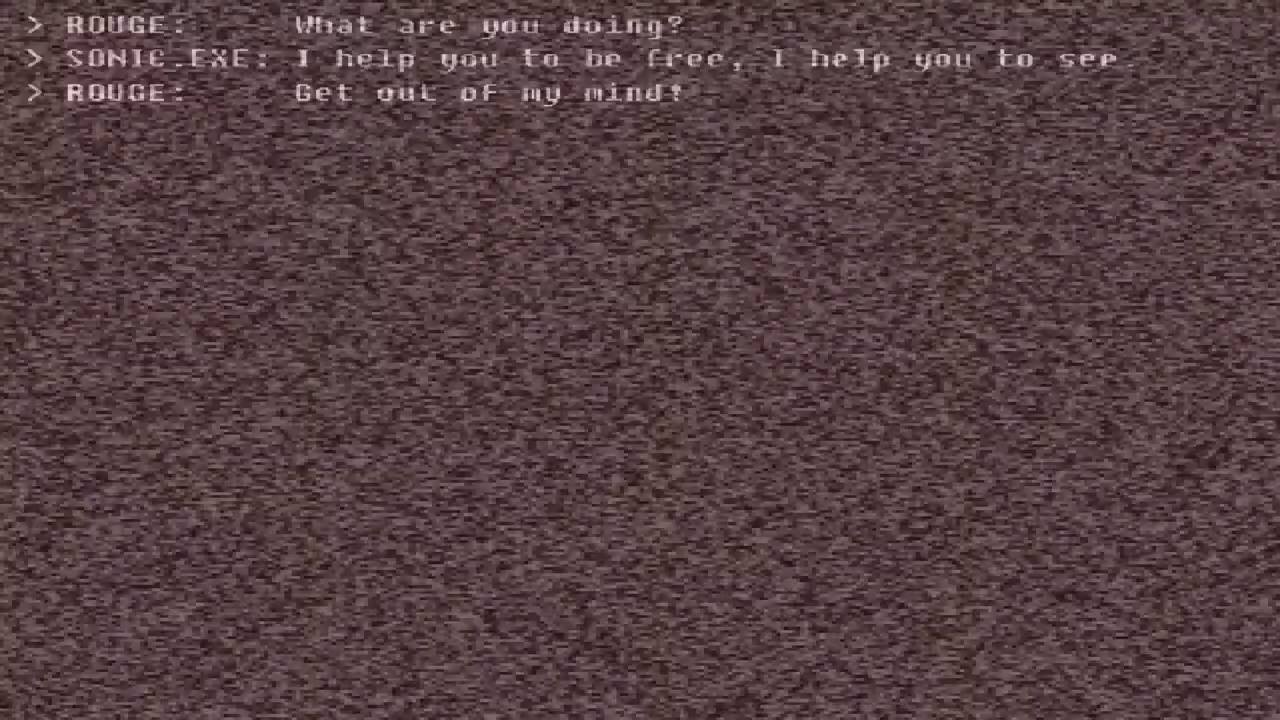 > ROUGE: What are you doing?
> SONIC.EXE: I help you to be free, I help you to see.
> ROUGE: Get out of my mind!